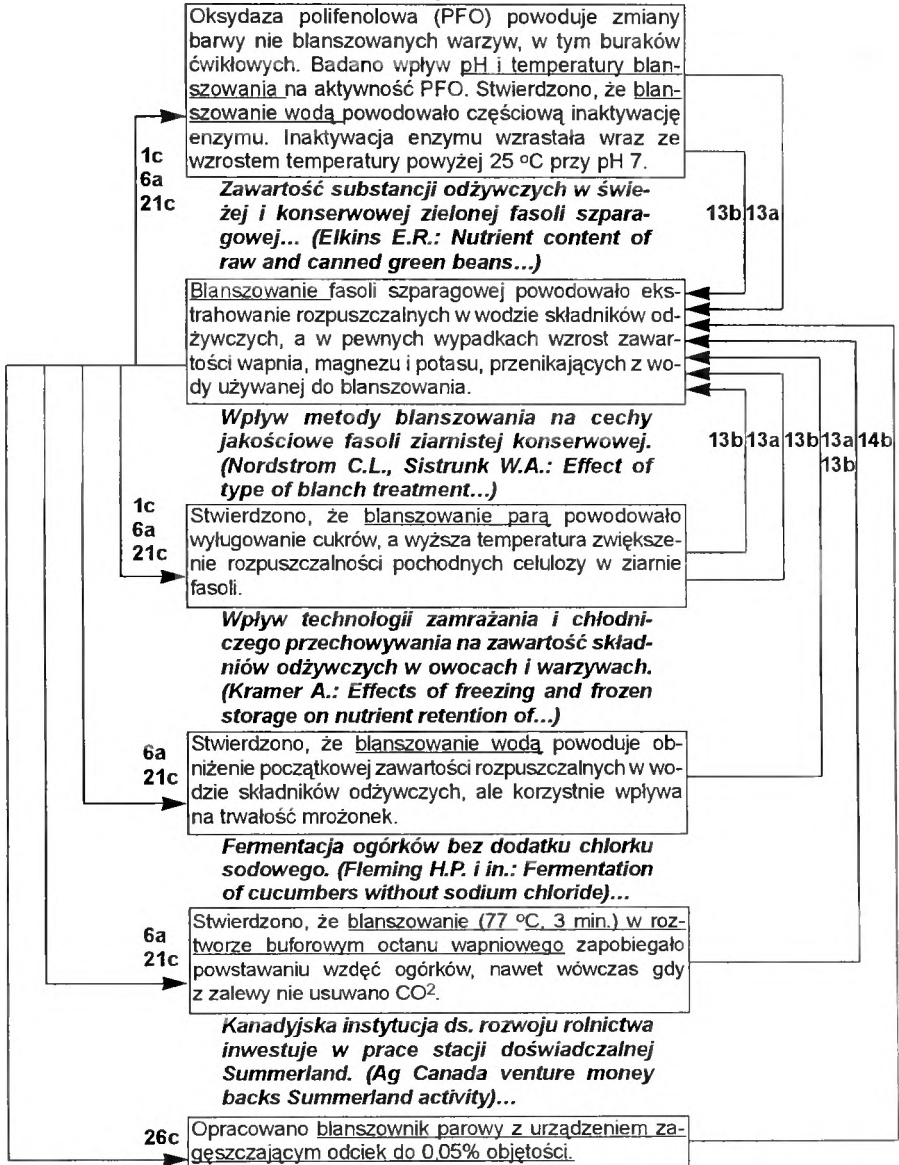 Oksydaza polifenolowa (PFO) powoduje zmiany
barwy nie blanszowanych warzyw, w tym buraków
ćwikłowych. Badano wpływ pH i temperatury blan-
szowania na aktywność PFO. Stwierdzono, że blan-
szowanie wodą powodowało częściową inaktywację
enzymu. Inaktywacja enzymu wzrastała wraz ze
wzrostem temperatury powyżej 25 ºC przy pH 7.
1c
6a
21c
13b 13a
Zawartość substancji odżywczych w świe-
żej i konserwowej zielonej fasoli szpara-
gowej... (Elkins E.R.: Nutrient content of
raw and canned green beans...)
Blanszowanie fasoli szparagowej powodowało eks-
trahowanie rozpuszczalnych w wodzie składników od-
żywczych, a w pewnych wypadkach wzrost zawar-
tości wapnia, magnezu i potasu, przenikających z wo-
dy używanej do blanszowania.
Wpływ metody blanszowania na cechy
jakościowe fasoli ziarnistej konserwowej.
(Nordstrom C.L., Sistrunk W.A.: Effect of
type of blanch treatment...)
13b 13a 13b 13a 14b
13b
1c
6a
21c
Stwierdzono, że blanszowanie parą powodowało
wyługowanie cukrów, a wyższa temperatura zwiększe-
nie rozpuszczalności pochodnych celulozy w ziarnie
fasoli.
Wpływ technologii zamrażania i chłodni-
czego przechowywania na zawartość skład-
niów odżywczych w owocach i warzywach.
(Kramer A.: Effects of freezing and frozen
storage on nutrient retention of...)
6a
21c
Stwierdzono, że blanszowanie wodą powoduje ob-
niżenie początkowej zawartości rozpuszczalnych w wo-
dzie składników odżywczych, ale korzystnie wpływa
na trwałość mrożonek.
Fermentacja ogórków bez dodatku chlorku
sodowego. (Fleming H.P. i in.: Fermentation
of cucumbers without sodium chloride)...
6a
21c
Stwierdzono, że blanszowanie (77 ºC, 3 min.) w roz-
tworze buforowym octanu wapniowego zapobiegało
powstawaniu wzdęć ogórków, nawet wówczas gdy
z zalewy nie usuwano CO².
Kanadyjska instytucja ds. rozwoju rolnictwa
inwestuje w prace stacji doświadczalnej
Summerland. (Ag Canada venture money
backs Summerland activity)...
26c
Opracowano blanszownik parowy z urządzeniem za-
gęszczającym odciek do 0,05% objętości.